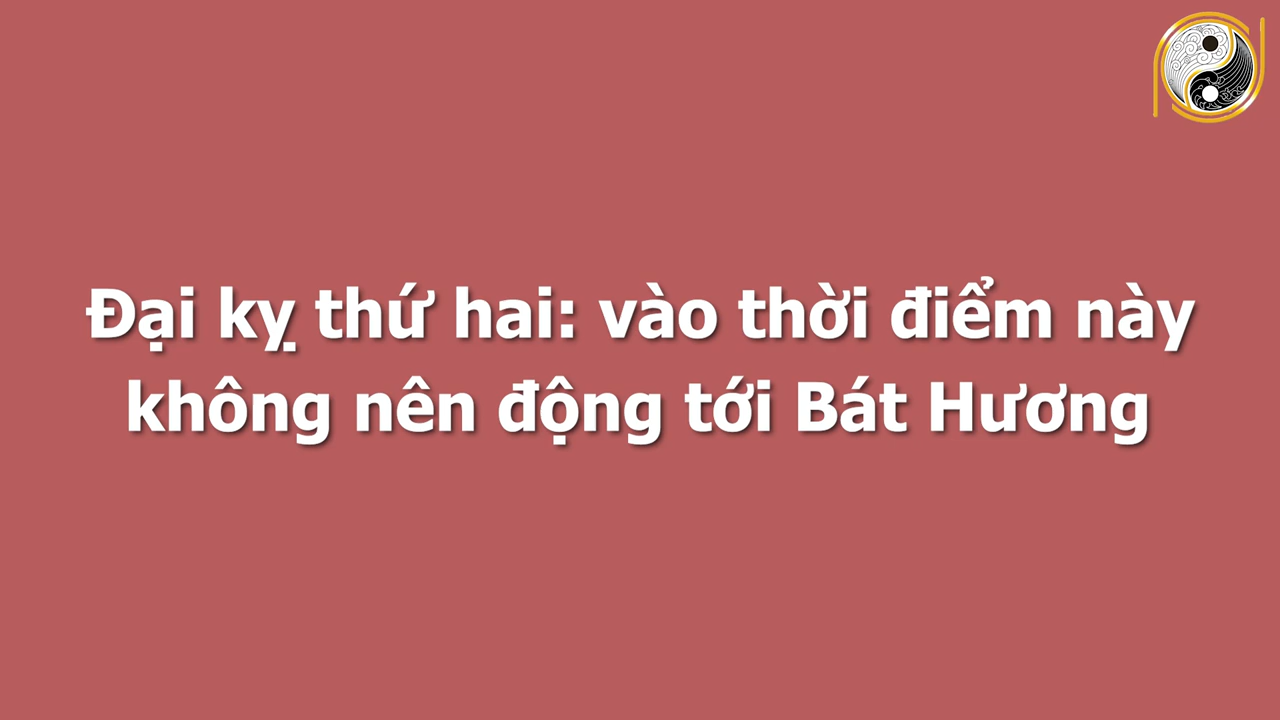 Đại kỵ thứ hai: vào thời điểm này
không nên động tới Bát Hương